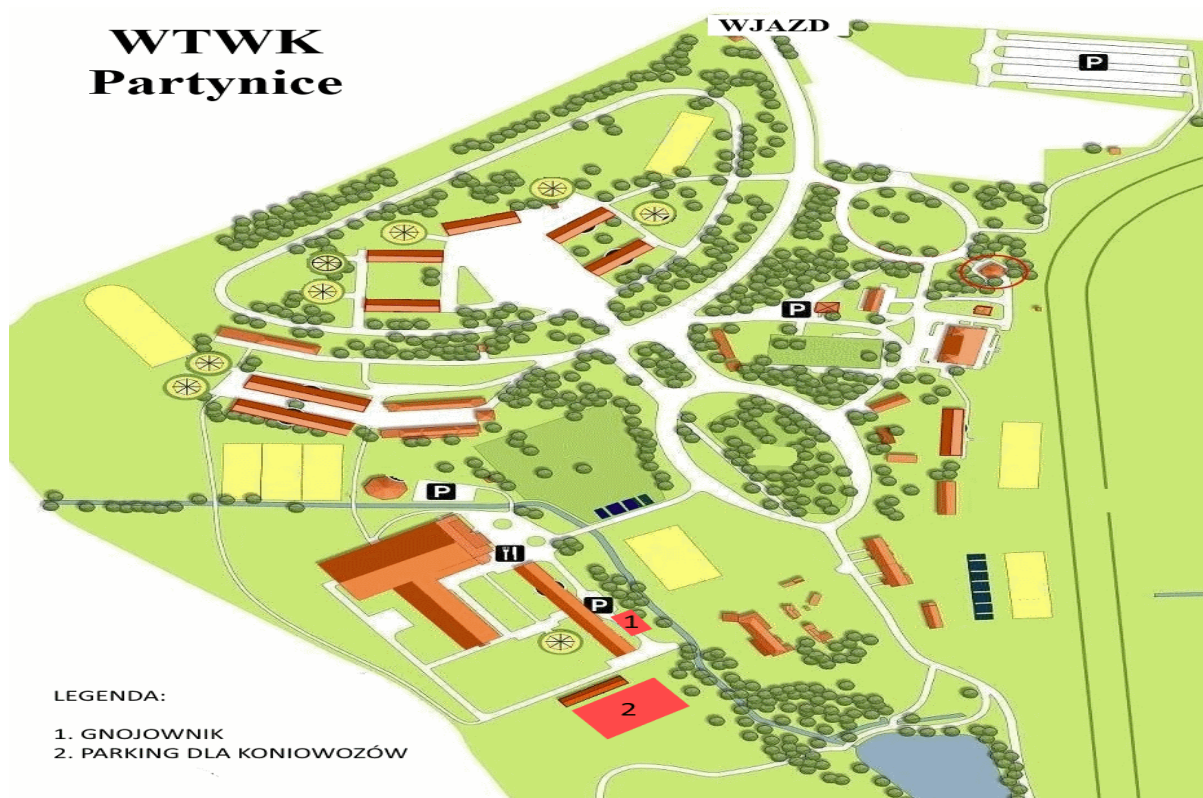 WTWK
Partynice
WJAZD
P
P
P
P
1
2
LEGENDA:
1. GNOJOWNIK
2. PARKING DLA KONIOWOZÓW